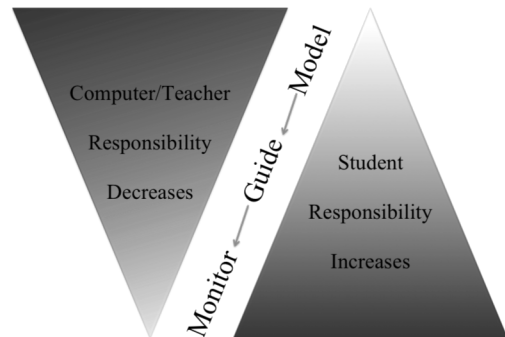 Computer/Teacher
Responsibility
Decreases
Model
Guide
Monitor
Student
Responsibility
Increases